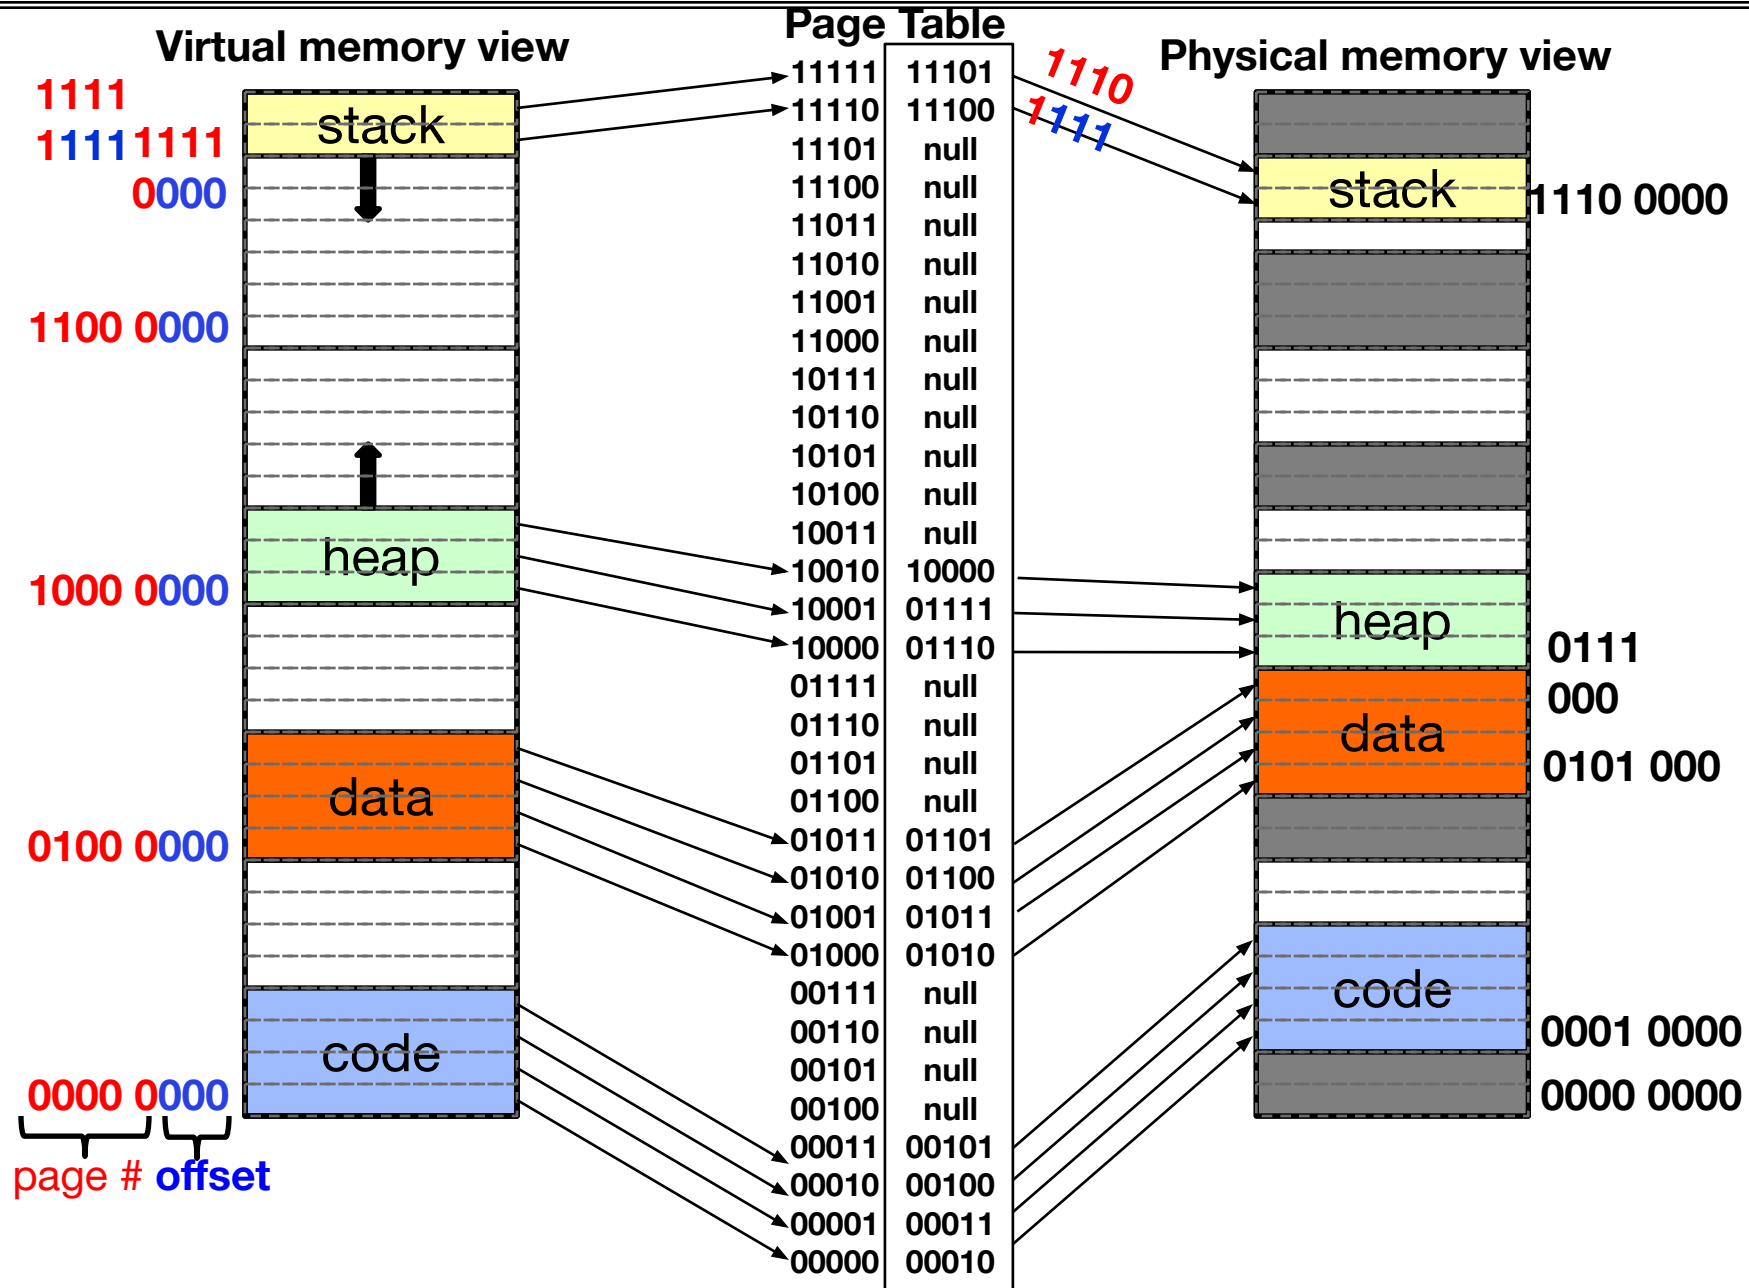 Page Table
Virtual memory view
Physical memory view
1111
1111 1111
0000
1100 0000
1000 0000
0100 0000
0000 0000
page # offset
stack
heap
data
code
11111 11101
11110 11100
11101 null
11100 null
11011 null
11010 null
11001 null
11000 null
10111 null
10110 null
10101 null
10100 null
10011 null
10010 10000
10001 01111
10000 01110
01111 null
01110 null
01101 null
01100 null
01011 01101
01010 01100
01001 01011
01000 01010
00111 null
00110 null
00101 null
00100 null
00011 00101
00010 00100
00001 00011
00000 00010
1110
1111
stack
heap
data
code
1110 0000
0111
000
0101 000
0001 0000
0000 0000